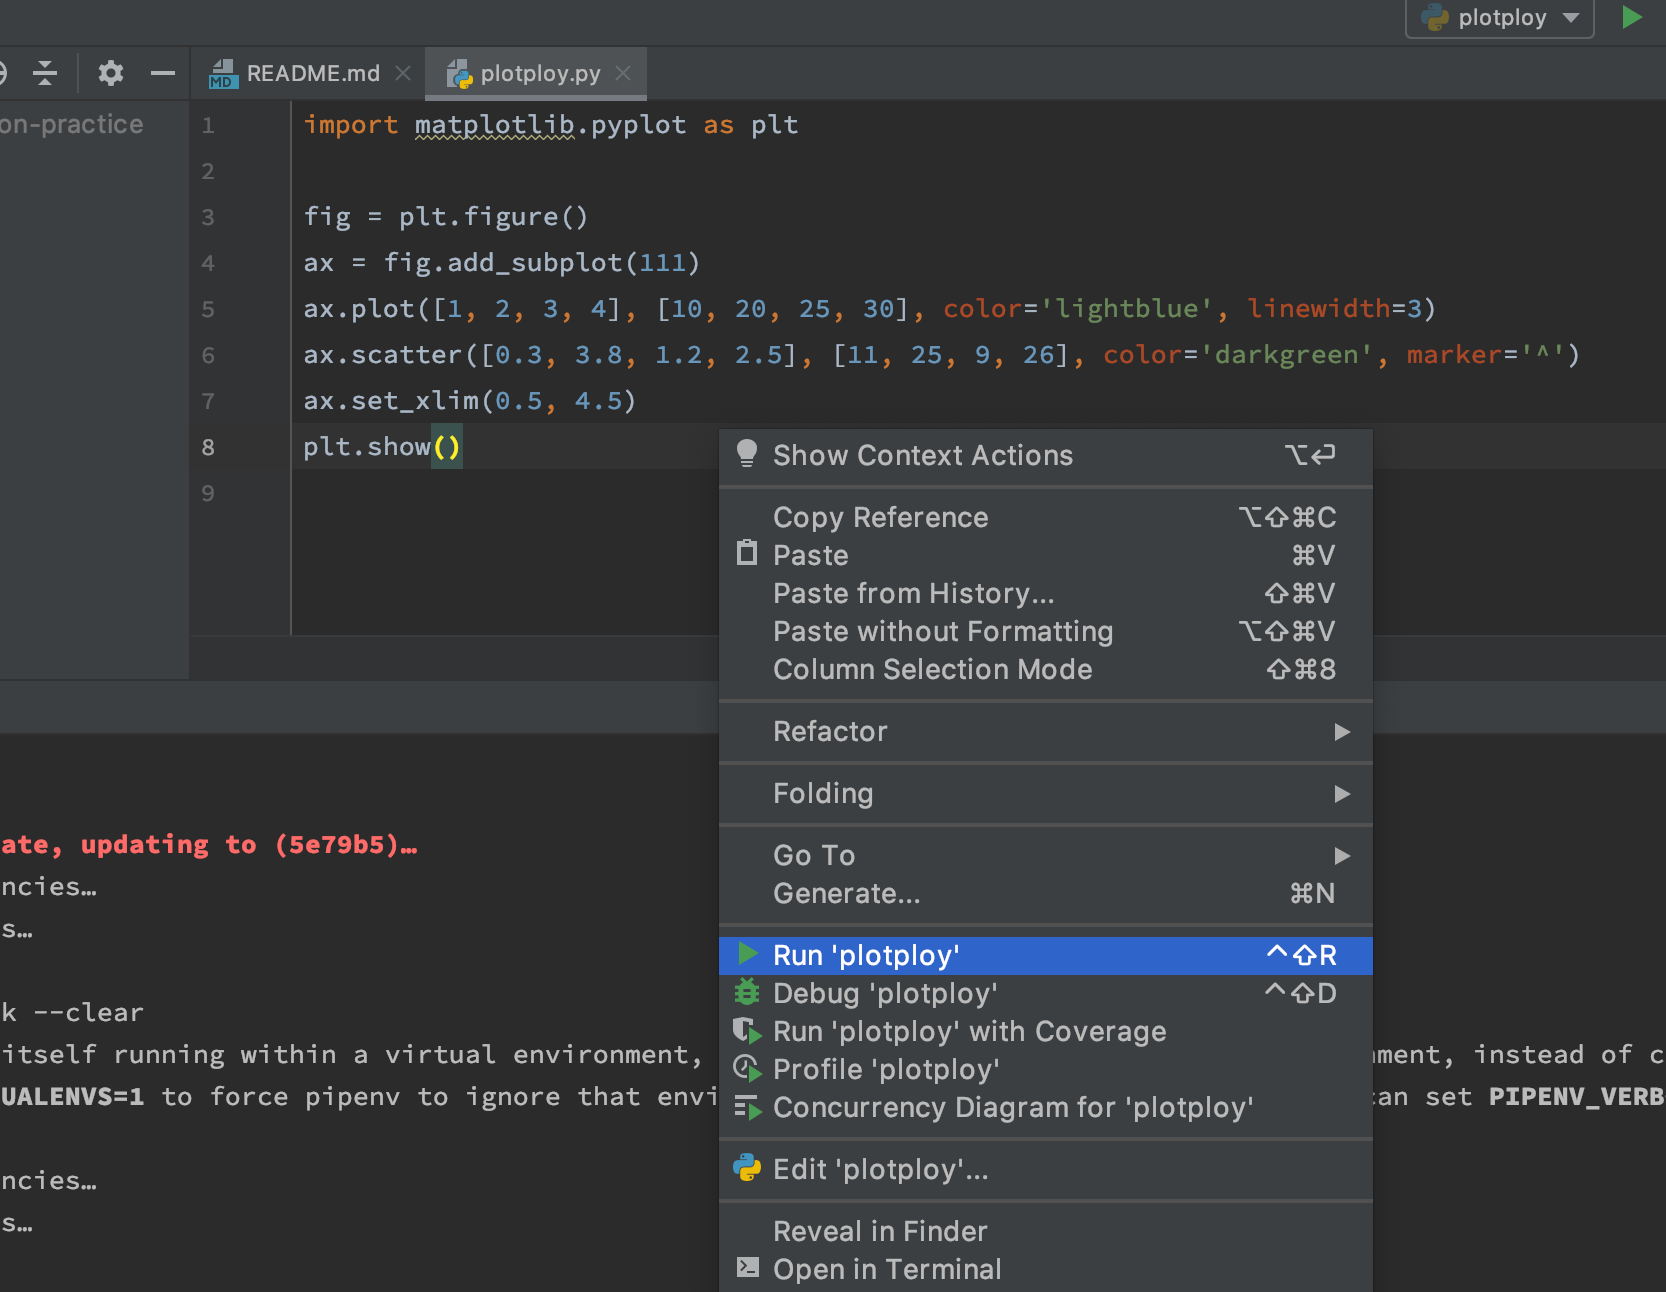 plotploy
README.md
plotploy.py
on-practice
1 import matplotlib.pyplot as plt
2
3 fig = plt.figure()
4 ax = fig.add_subplot(111)
5 ax.plot([1, 2, 3, 4], [10, 20, 25, 30], color='lightblue', linewidth=3)
6 ax.scatter([0.3, 3.8, 1.2, 2.5], [11, 25, 9, 26], color='darkgreen', marker='^')
7 ax.set_xlim(0.5, 4.5)
8 plt.show()
9
Show Context Actions ⌥⏎
Copy Reference ⌥⇧⌘C
Paste ⌘V
Paste from History... ⇧⌘V
Paste without Formatting ⌥⇧⌘V
Column Selection Mode ⇧⌘8
Refactor
Folding
Go To
Generate... ⌘N
Run 'plotploy' ^⇧R
Debug 'plotploy' ^⇧D
Run 'plotploy' with Coverage
Profile 'plotploy'
Concurrency Diagram for 'plotploy'
Edit 'plotploy'...
Reveal in Finder
Open in Terminal
ate, updating to (5e79b5)…
ncies…
s…
k --clear
itself running within a virtual environment, nment, instead of c
UALENVS=1 to force pipenv to ignore that envi can set PIPENV_VERB
ncies…
s…